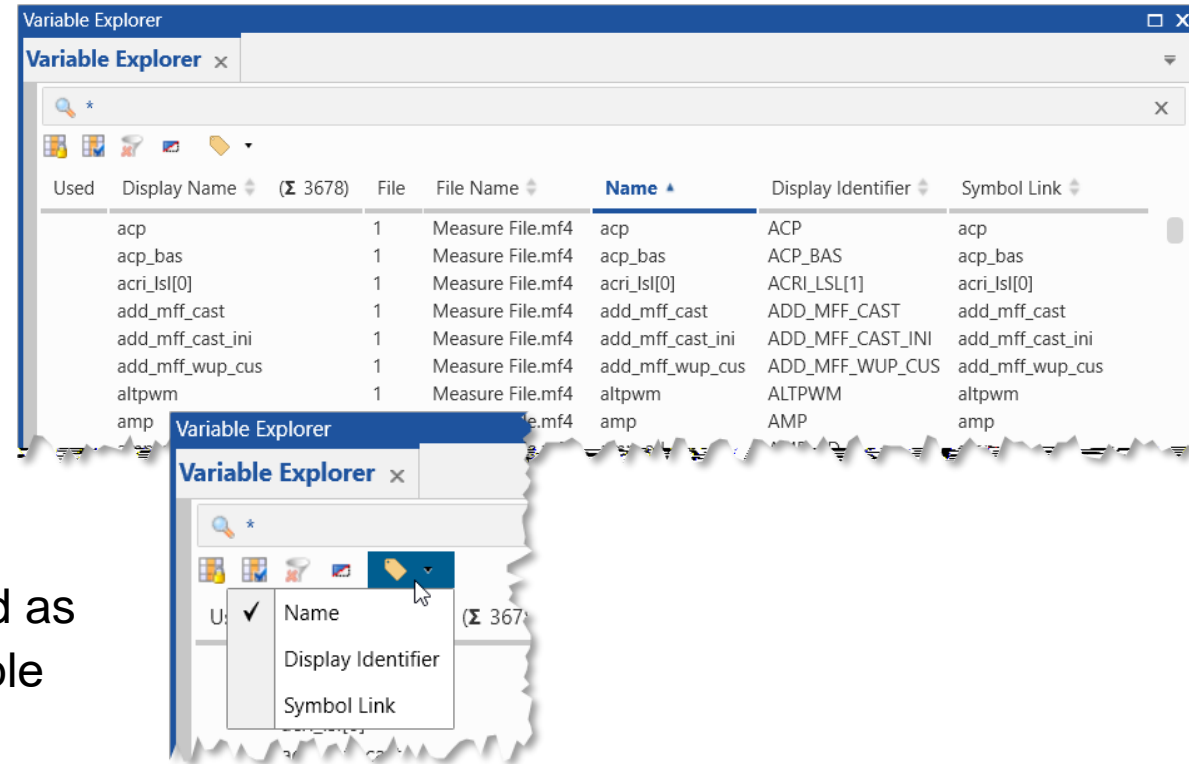 Variable Explorer
Variable Explorer
*
Used Display Name (Σ 3678) File File Name Name Display Identifier Symbol Link
acp 1 Measure File.mf4 acp ACP acp
acp_bas 1 Measure File.mf4 acp_bas ACP_BAS acp_bas
acri_lsl[0] 1 Measure File.mf4 acri_lsl[0] ACRI_LSL[1] acri_lsl[0]
add_mff_cast 1 Measure File.mf4 add_mff_cast ADD_MFF_CAST add_mff_cast
add_mff_cast_ini 1 Measure File.mf4 add_mff_cast_ini ADD_MFF_CAST_INI add_mff_cast_ini
add_mff_wup_cus 1 Measure File.mf4 add_mff_wup_cus ADD_MFF_WUP_CUS add_mff_wup_cus
altpwm 1 Measure File.mf4 altpwm ALTPWM altpwm
amp e.mf4 amp AMP amp
Variable Explorer
Variable Explorer
*
(Σ 367
Name
Display Identifier
Symbol Link
d as
ple